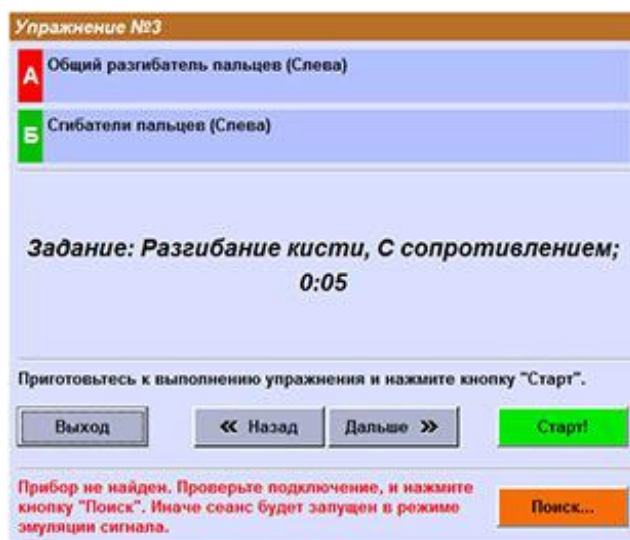 Упражнение №3
А
Общий разгибатель пальцев (Слева)
Б
Сгибатели пальцев (Слева)
Задание: Разгибание кисти, С сопротивлением;
0:05
Приготовьтесь к выполнению упражнения и нажмите кнопку "Старт".
Выход
« Назад
Дальше »
Старт!
Прибор не найден. Проверьте подключение, и нажмите
кнопку "Поиск". Иначе сеанс будет запущен в режиме
эмуляции сигнала.
Поиск...